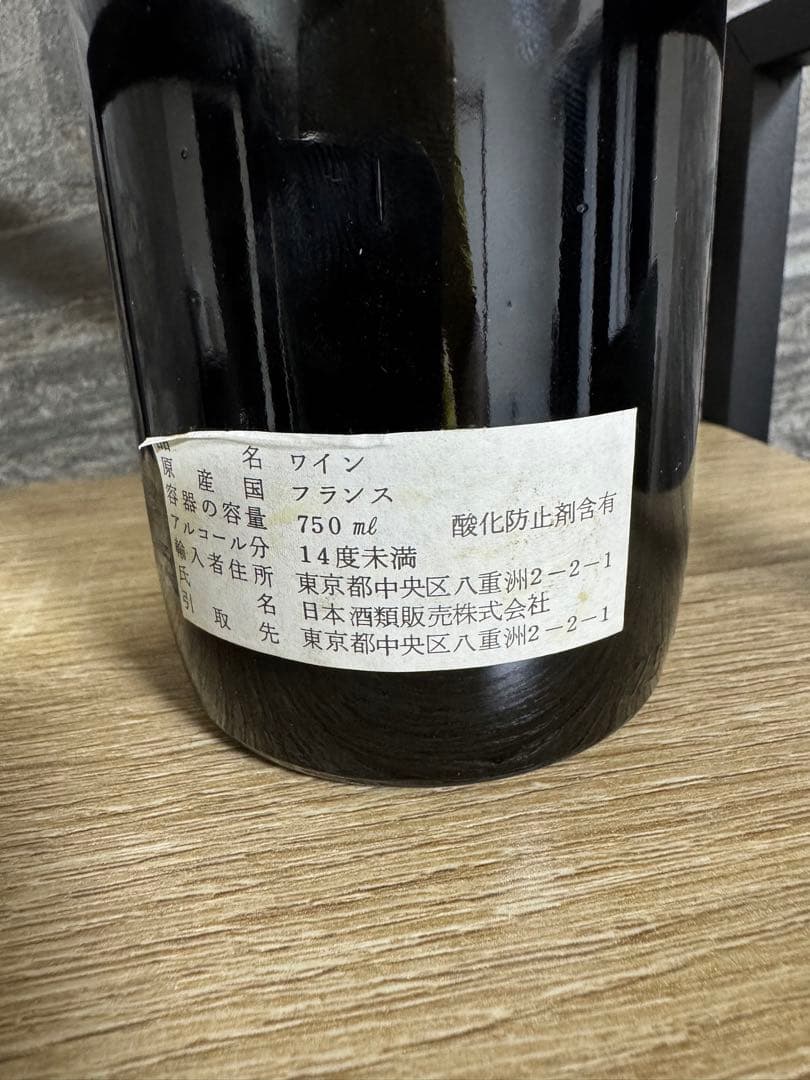 品名 ワイン
原産国 フランス
容器の容量 750 ml 酸化防止剤含有
アルコール分 14度未満
輸入者住所 東京都中央区八重洲2-2-1
氏名 日本酒類販売株式会社
引取先 東京都中央区八重洲2-2-1